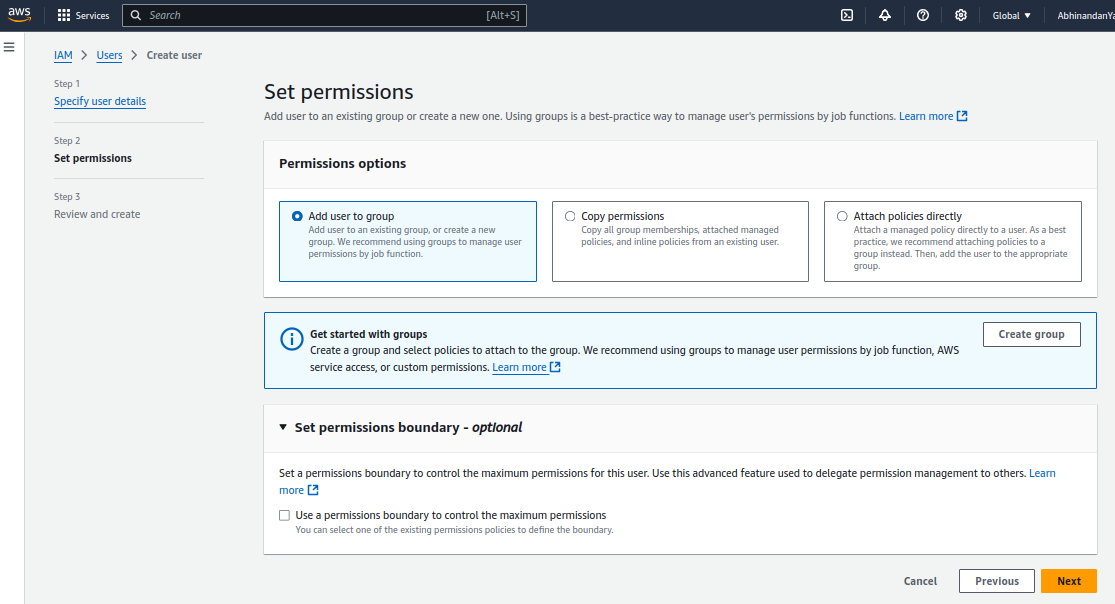 aws
Services
Search [Alt+S]
Global ▼
AbhinandanYa
IAM > Users > Create user
Step 1
Specify user details
Step 2
Set permissions
Step 3
Review and create
Set permissions
Add user to an existing group or create a new one. Using groups is a best-practice way to manage user's permissions by job functions. Learn more
Permissions options
Add user to group
Add user to an existing group, or create a new
group. We recommend using groups to manage user
permissions by job function.
Copy permissions
Copy all group memberships, attached managed
policies, and inline policies from an existing user.
Attach policies directly
Attach a managed policy directly to a user. As a best
practice, we recommend attaching policies to a
group instead. Then, add the user to the appropriate
group.
Get started with groups
Create a group and select policies to attach to the group. We recommend using groups to manage user permissions by job function, AWS
service access, or custom permissions. Learn more
Create group
▼ Set permissions boundary - optional
Set a permissions boundary to control the maximum permissions for this user. Use this advanced feature used to delegate permission management to others. Learn
more
Use a permissions boundary to control the maximum permissions
You can select one of the existing permissions policies to define the boundary.
Cancel
Previous
Next